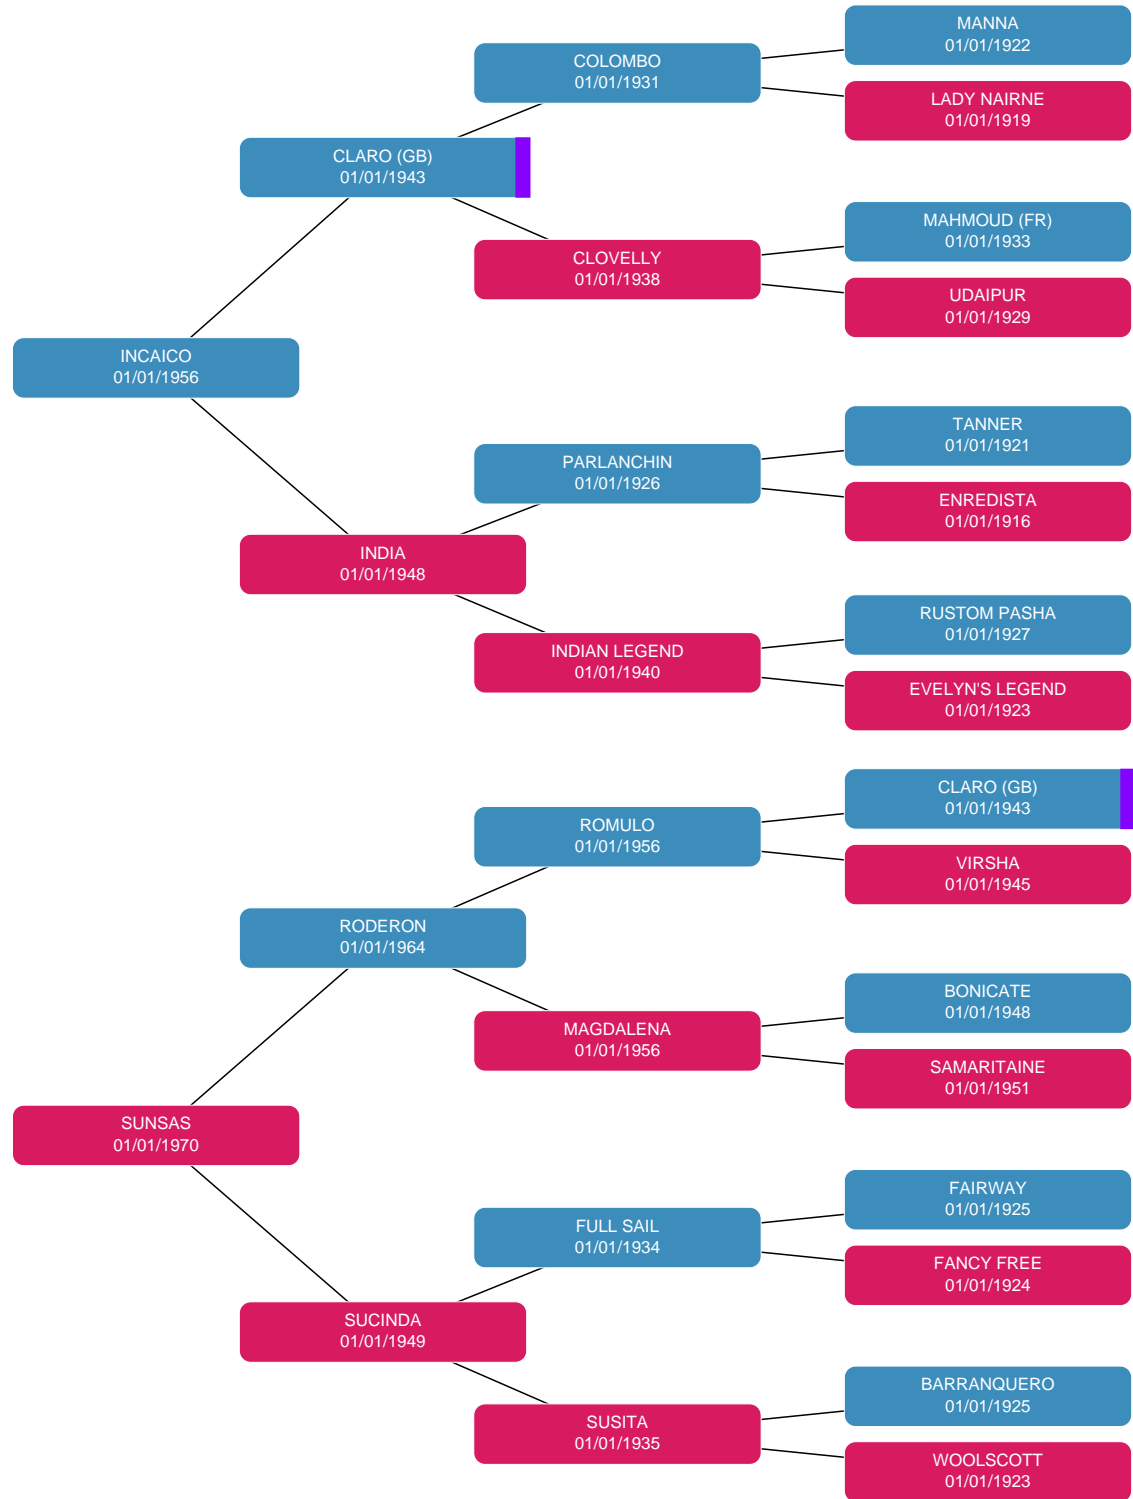 MANNA
01/01/1922
COLOMBO
01/01/1931
LADY NAIRNE
01/01/1919
CLARO (GB)
01/01/1943
MAHMOUD (FR)
01/01/1933
CLOVELLY
01/01/1938
UDAIPUR
01/01/1929
INCAICO
01/01/1956
TANNER
01/01/1921
PARLANCHIN
01/01/1926
ENREDISTA
01/01/1916
INDIA
01/01/1948
RUSTOM PASHA
01/01/1927
INDIAN LEGEND
01/01/1940
EVELYN'S LEGEND
01/01/1923
CLARO (GB)
01/01/1943
ROMULO
01/01/1956
VIRSHA
01/01/1945
RODERON
01/01/1964
BONICATE
01/01/1948
MAGDALENA
01/01/1956
SAMARITAINE
01/01/1951
SUNSAS
01/01/1970
FAIRWAY
01/01/1925
FULL SAIL
01/01/1934
FANCY FREE
01/01/1924
SUCINDA
01/01/1949
BARRANQUERO
01/01/1925
SUSITA
01/01/1935
WOOLSCOTT
01/01/1923